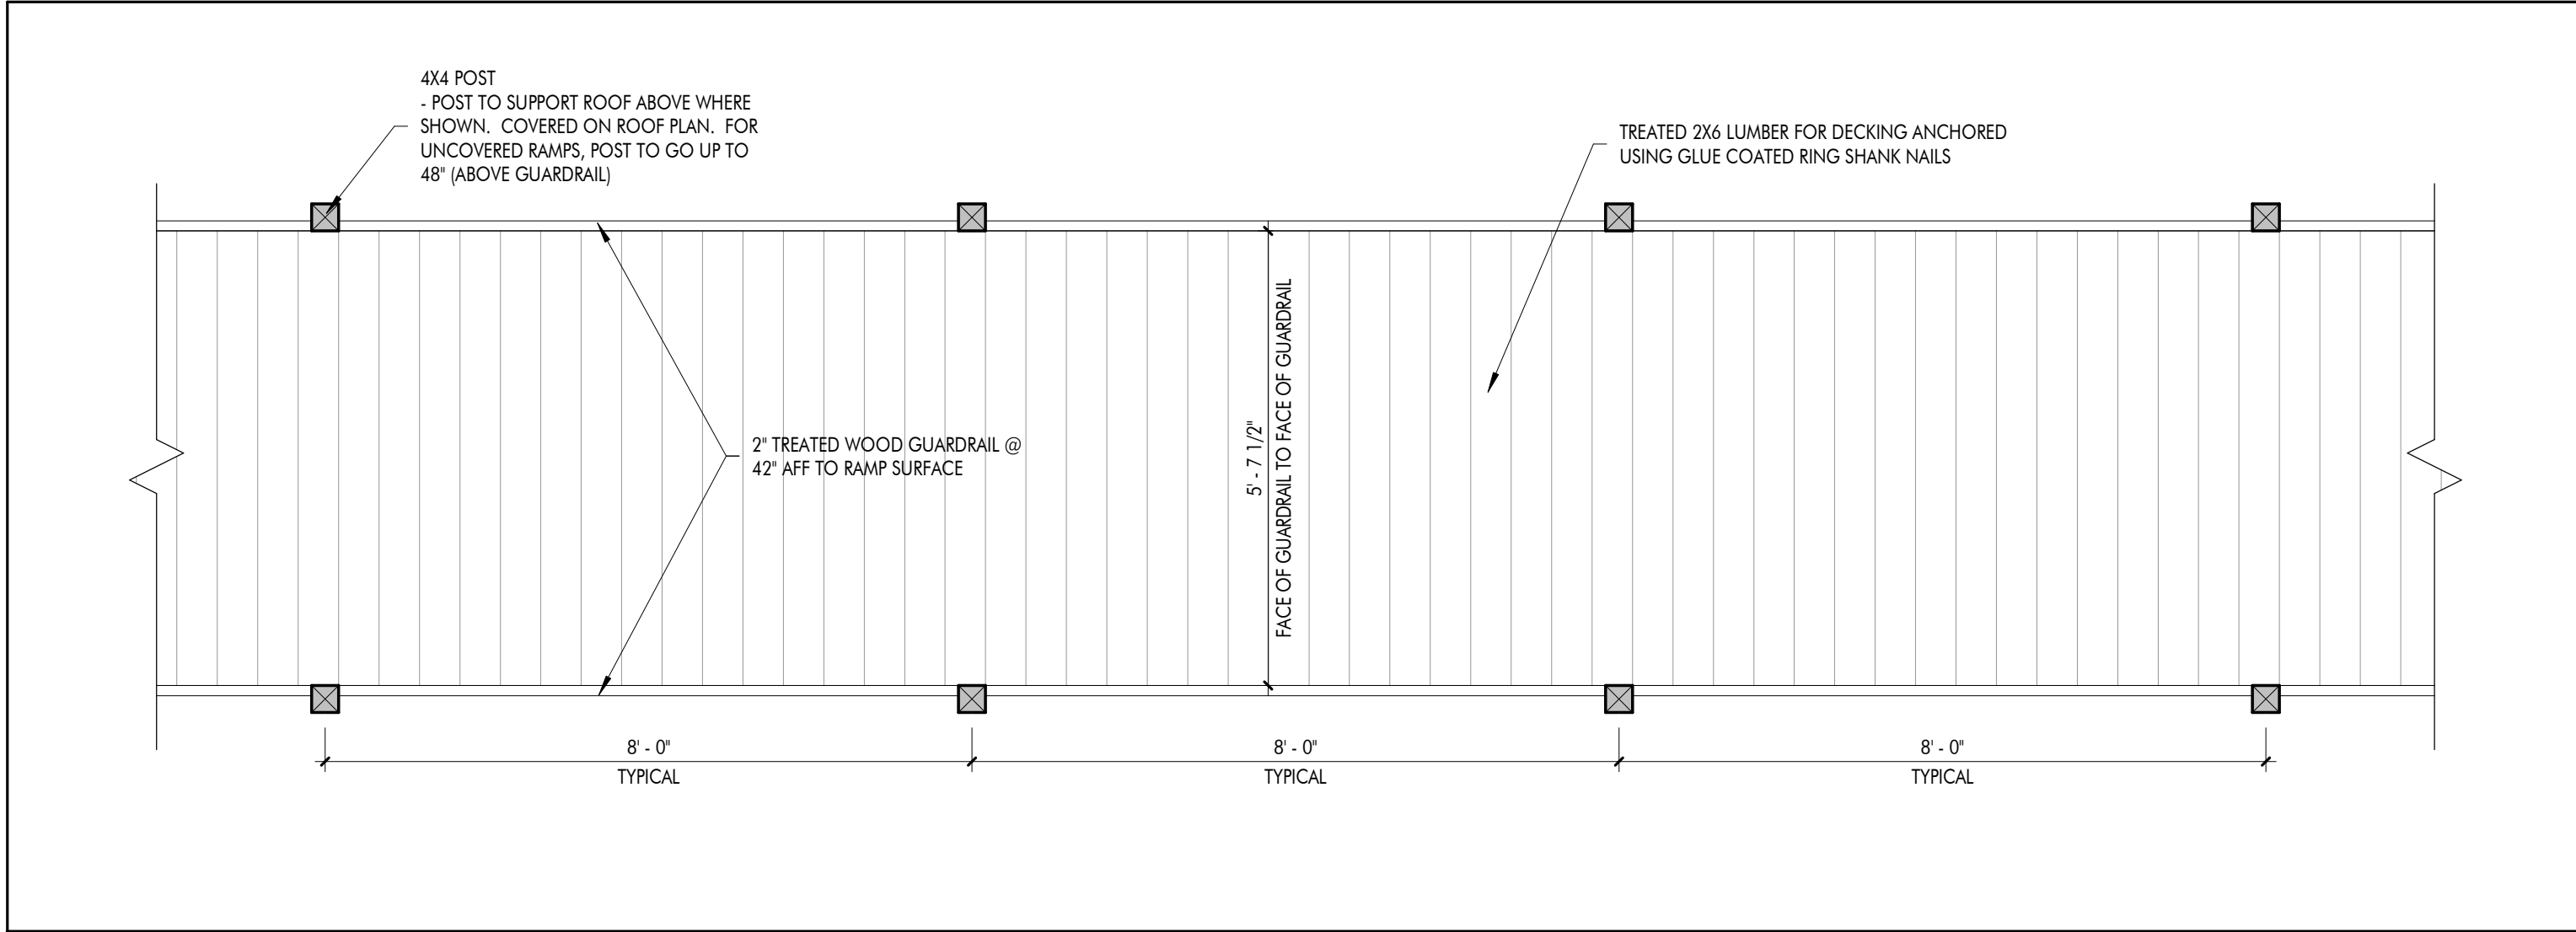 4X4 POST
- POST TO SUPPORT ROOF ABOVE WHERE
SHOWN.  COVERED ON ROOF PLAN.  FOR
UNCOVERED RAMPS, POST TO GO UP TO
48" (ABOVE GUARDRAIL)
TREATED 2X6 LUMBER FOR DECKING ANCHORED
USING GLUE COATED RING SHANK NAILS
2" TREATED WOOD GUARDRAIL @
42" AFF TO RAMP SURFACE
5' - 7 1/2"
FACE OF GUARDRAIL TO FACE OF GUARDRAIL
8' - 0"
TYPICAL
8' - 0"
TYPICAL
8' - 0"
TYPICAL